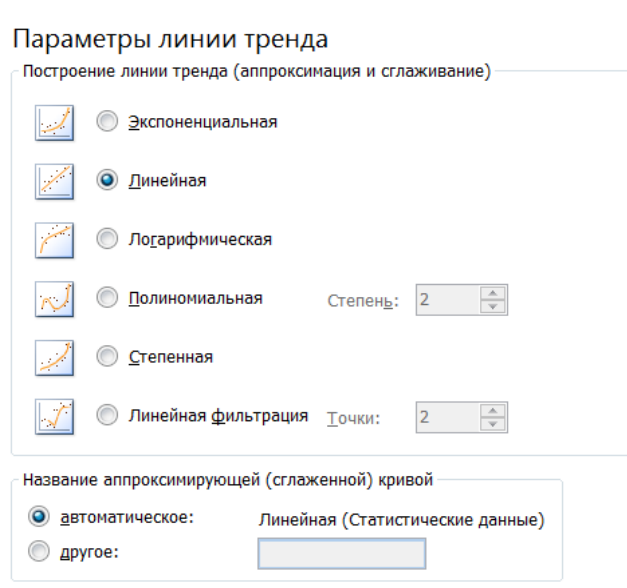 Параметры линии тренда
Построение линии тренда (аппроксимация и сглаживание)
Экспоненциальная
Линейная
Логарифмическая
Полиномиальная Степень: 2
Степенная
Линейная фильтрация Точки: 2
Название аппроксимирующей (сглаженной) кривой
автоматическое: Линейная (Статистические данные)
другое: